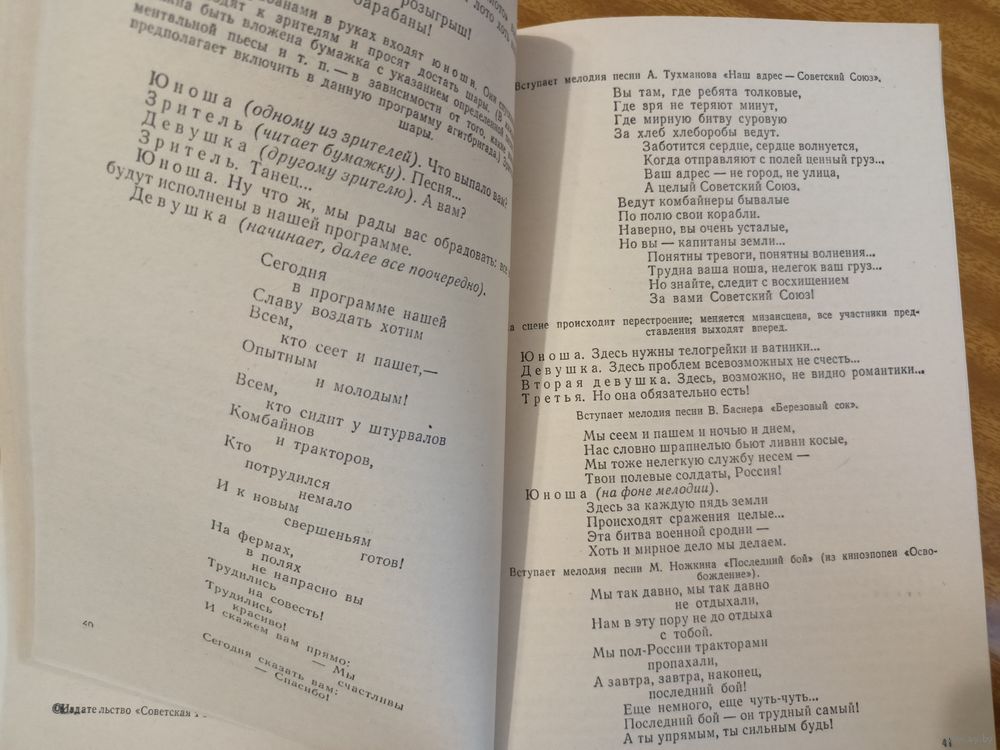 розыгрыш!
барабаны!
в руках входят юноши. Они
к зрителям и просят достать шары. (В
быть вложена бумажка с указанием определенной
ментальной пьесы и т. п. — в зависимости от того, какие
предполагает включить в данную программу агитбригада.)
шары.
Юноша (одному из зрителей). Что выпало вам?
Зритель (читает бумажку). Песня...
Девушка (другому зрителю). А вам?
Зритель. Танец...
Юноша. Ну что ж, мы рады вас обрадовать: все
будут исполнены в нашей программе.
Девушка (начинает, далее все поочередно).
Сегодня
в программе нашей
Славу воздать хотим
Всем,
кто сеет и пашет,—
Опытным
и молодым!
Всем,
кто сидит у штурвалов
Комбайнов
и тракторов,
Кто
потрудился
немало
И к новым
свершеньям
готов!
На фермах,
в полях
не напрасно вы
Трудились
на совесть!
Трудились
красиво!
И скажем вам прямо:
— Мы
счастливы
Сегодня сказать вам:
— Спасибо!
40
Издательство «Советская
Вступает мелодия песни А. Тухманова «Наш адрес — Советский Союз».
Вы там, где ребята толковые,
Где зря не теряют минут,
Где мирную битву суровую
За хлеб хлеборобы ведут.
Заботится сердце, сердце волнуется,
Когда отправляют с полей ценный груз...
Ваш адрес — не город, не улица,
А целый Советский Союз.
Ведут комбайнеры бывалые
По полю свои корабли.
Наверно, вы очень усталые,
Но вы — капитаны земли...
Понятны тревоги, понятны волнения...
Трудна ваша ноша, нелегок ваш груз...
Но знайте, следит с восхищением
За вами Советский Союз!
а сцене происходит перестроение; меняется мизансцена, все участники пред-
ставления выходят вперед.
Юноша. Здесь нужны телогрейки и ватники...
Девушка. Здесь проблем всевозможных не счесть...
Вторая девушка. Здесь, возможно, не видно романтики...
Третья. Но она обязательно есть!
Вступает мелодия песни В. Баснера «Березовый сок».
Мы сеем и пашем и ночью и днем,
Нас словно шрапнелью бьют ливни косые,
Мы тоже нелегкую службу несем —
Твои полевые солдаты, Россия!
Юноша (на фоне мелодии).
Здесь за каждую пядь земли
Происходят сражения целые...
Эта битва военной сродни —
Хоть и мирное дело мы делаем.
Вступает мелодия песни М. Ножкина «Последний бой» (из киноэпопеи «Осво-
бождение»).
Мы так давно, мы так давно
не отдыхали,
Нам в эту пору не до отдыха
с тобой.
Мы пол-России тракторами
пропахали,
А завтра, завтра, наконец,
последний бой!
Еще немного, еще чуть-чуть...
Последний бой — он трудный самый!
А ты упрямым, ты сильным будь!
41